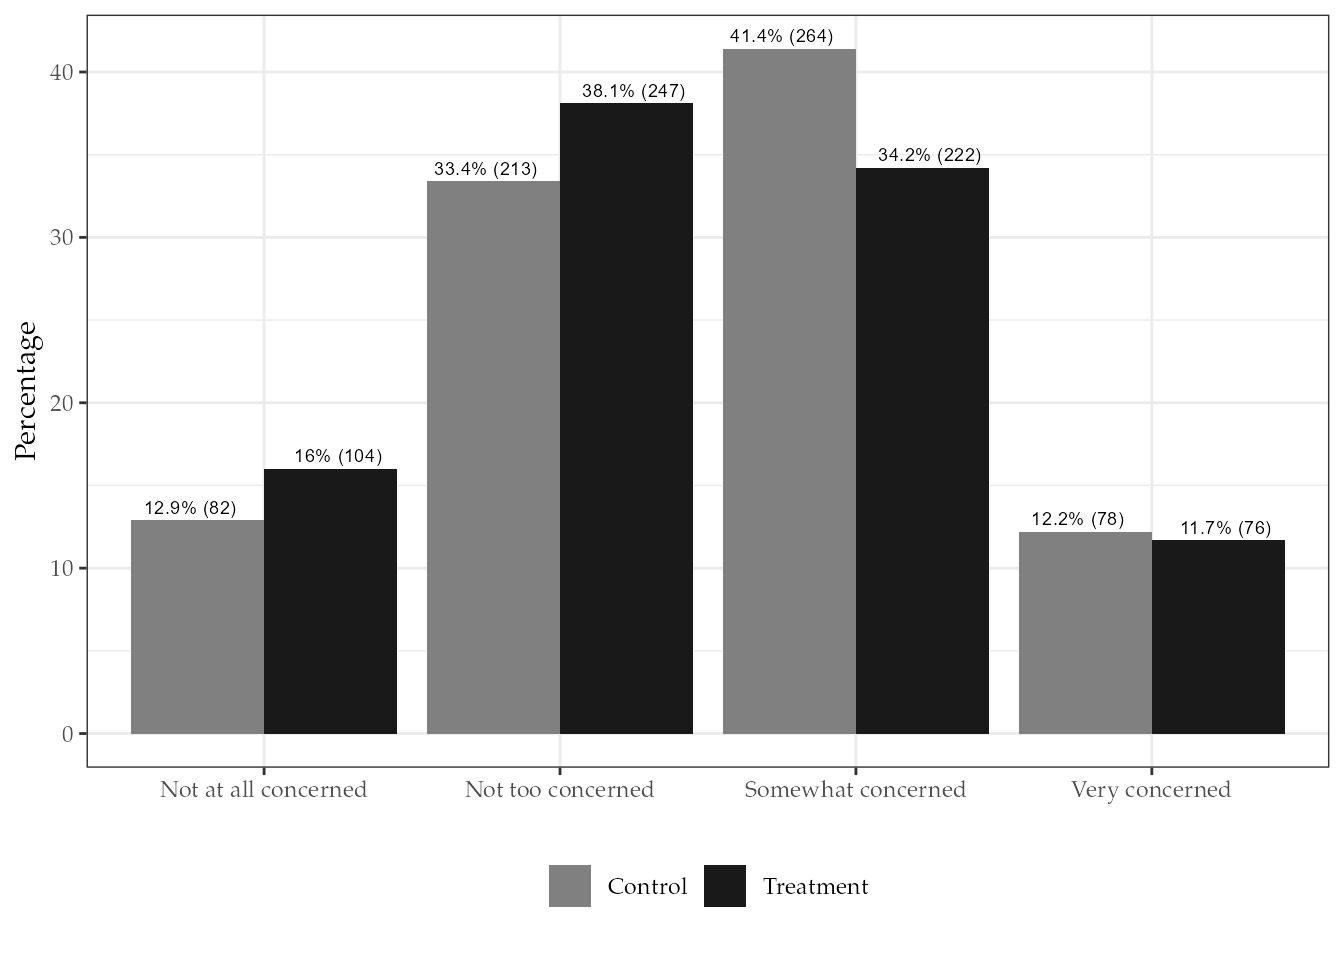 41.4% (264)
40
38.1% (247)
33.4% (213)
34.2% (222)
30
Percentage
20
16% (104)
12.9% (82)
12.2% (78)
11.7% (76)
10
0
Not at all concerned
Not too concerned
Somewhat concerned
Very concerned
Control
Treatment